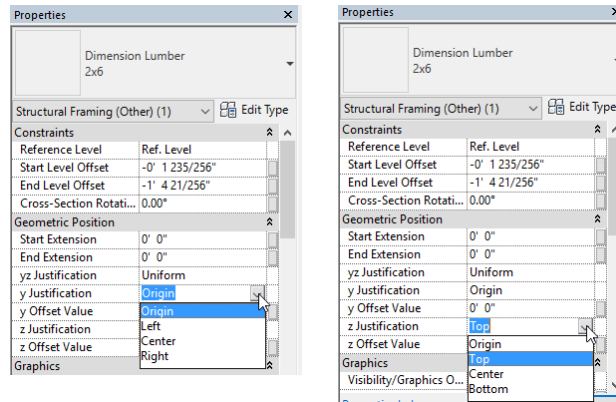 Properties
Dimension Lumber
2x6
Structural Framing (Other) (1)
Edit Type
Constraints
Reference Level Ref. Level
Start Level Offset -0' 1 235/256"
End Level Offset -1' 4 21/256"
Cross-Section Rotati... 0.00°
Geometric Position
Start Extension 0' 0"
End Extension 0' 0"
yz Justification Uniform
y Justification Origin
y Offset Value Origin
z Justification Left
z Offset Value Center
Right
Graphics
Properties
Dimension Lumber
2x6
Structural Framing (Other) (1)
Edit Type
Constraints
Reference Level Ref. Level
Start Level Offset -0' 1 235/256"
End Level Offset -1' 4 21/256"
Cross-Section Rotati... 0.00°
Geometric Position
Start Extension 0' 0"
End Extension 0' 0"
yz Justification Uniform
y Justification Origin
y Offset Value 0' 0"
z Justification Top
z Offset Value Origin
Graphics Top
Visibility/Graphics O... Center
Bottom